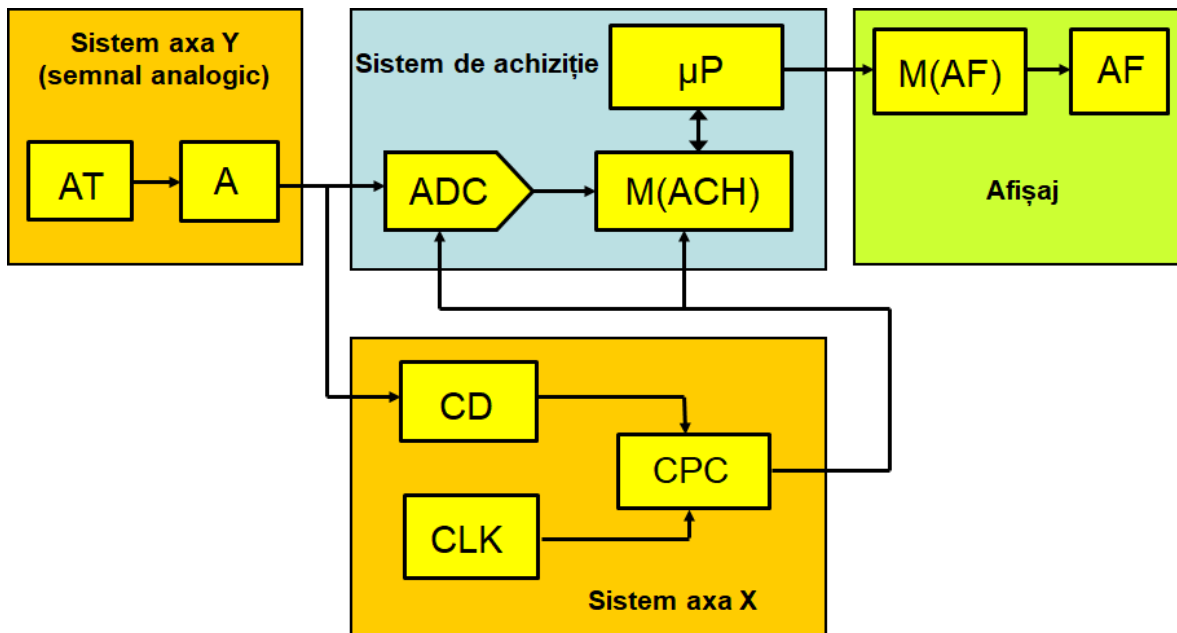 Sistem axa Y
(semnal analogic)
AT
A
Sistem de achiziție
µP
ADC
M(ACH)
M(AF)
AF
Afișaj
CD
CPC
CLK
Sistem axa X